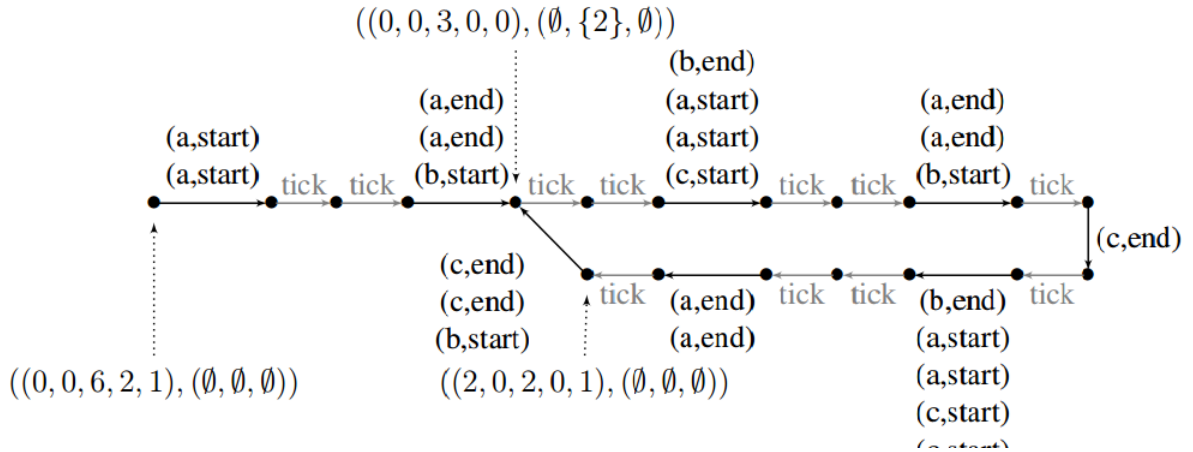 ((0, 0, 3, 0, 0), (∅, {2}, ∅))
(a,start)
(a,start)
tick
tick
(a,end)
(a,end)
(b,start)
tick
tick
(b,end)
(a,start)
(a,start)
(c,start)
tick
tick
(a,end)
(a,end)
(b,start)
tick
(c,end)
tick
(b,end)
(a,start)
(a,start)
(c,start)
tick
tick
(a,end)
(a,end)
tick
(c,end)
(c,end)
(b,start)
((0, 0, 6, 2, 1), (∅, ∅, ∅))
((2, 0, 2, 0, 1), (∅, ∅, ∅))